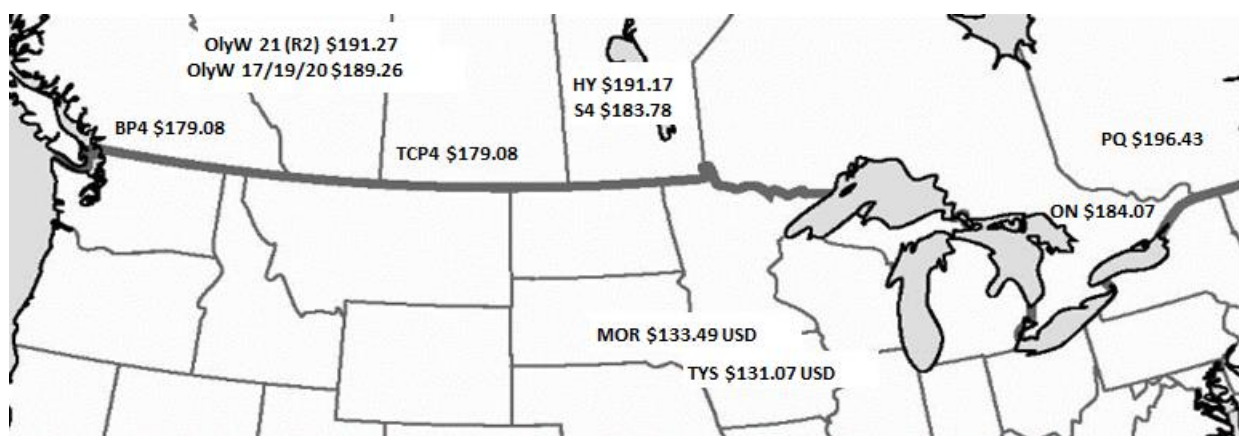 OlyW 21 (R2) $191.27
OlyW 17/19/20 $189.26
HY $191.17
S4 $183.78
BP4 $179.08
TCP4 $179.08
PQ $196.43
ON $184.07
MOR $133.49 USD
TYS $131.07 USD